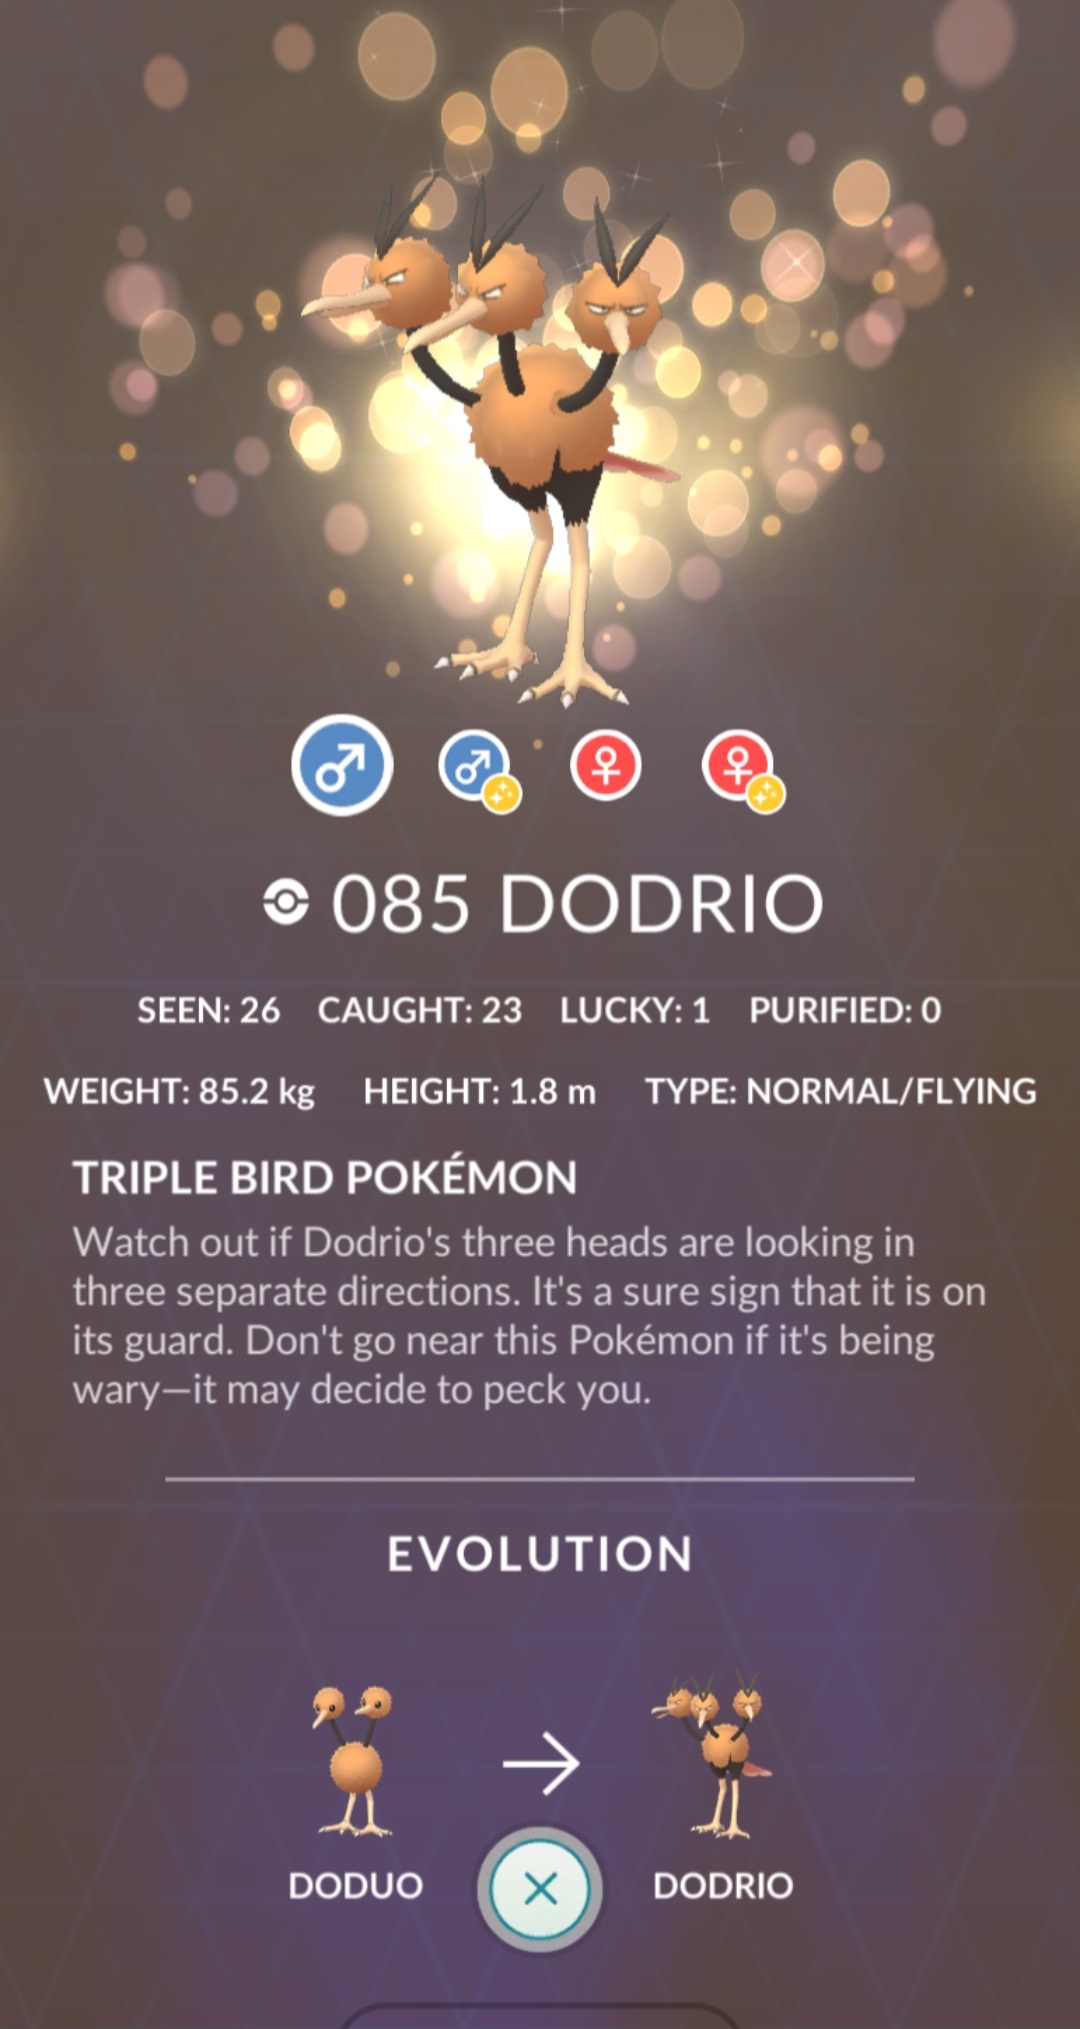 085 DODRIO
SEEN: 26 CAUGHT: 23 LUCKY: 1 PURIFIED: 0
WEIGHT: 85.2 kg HEIGHT: 1.8 m TYPE: NORMAL/FLYING
TRIPLE BIRD POKÉMON
Watch out if Dodrio's three heads are looking in
three separate directions. It's a sure sign that it is on
its guard. Don't go near this Pokémon if it's being
wary—it may decide to peck you.
EVOLUTION
DODUO DODRIO